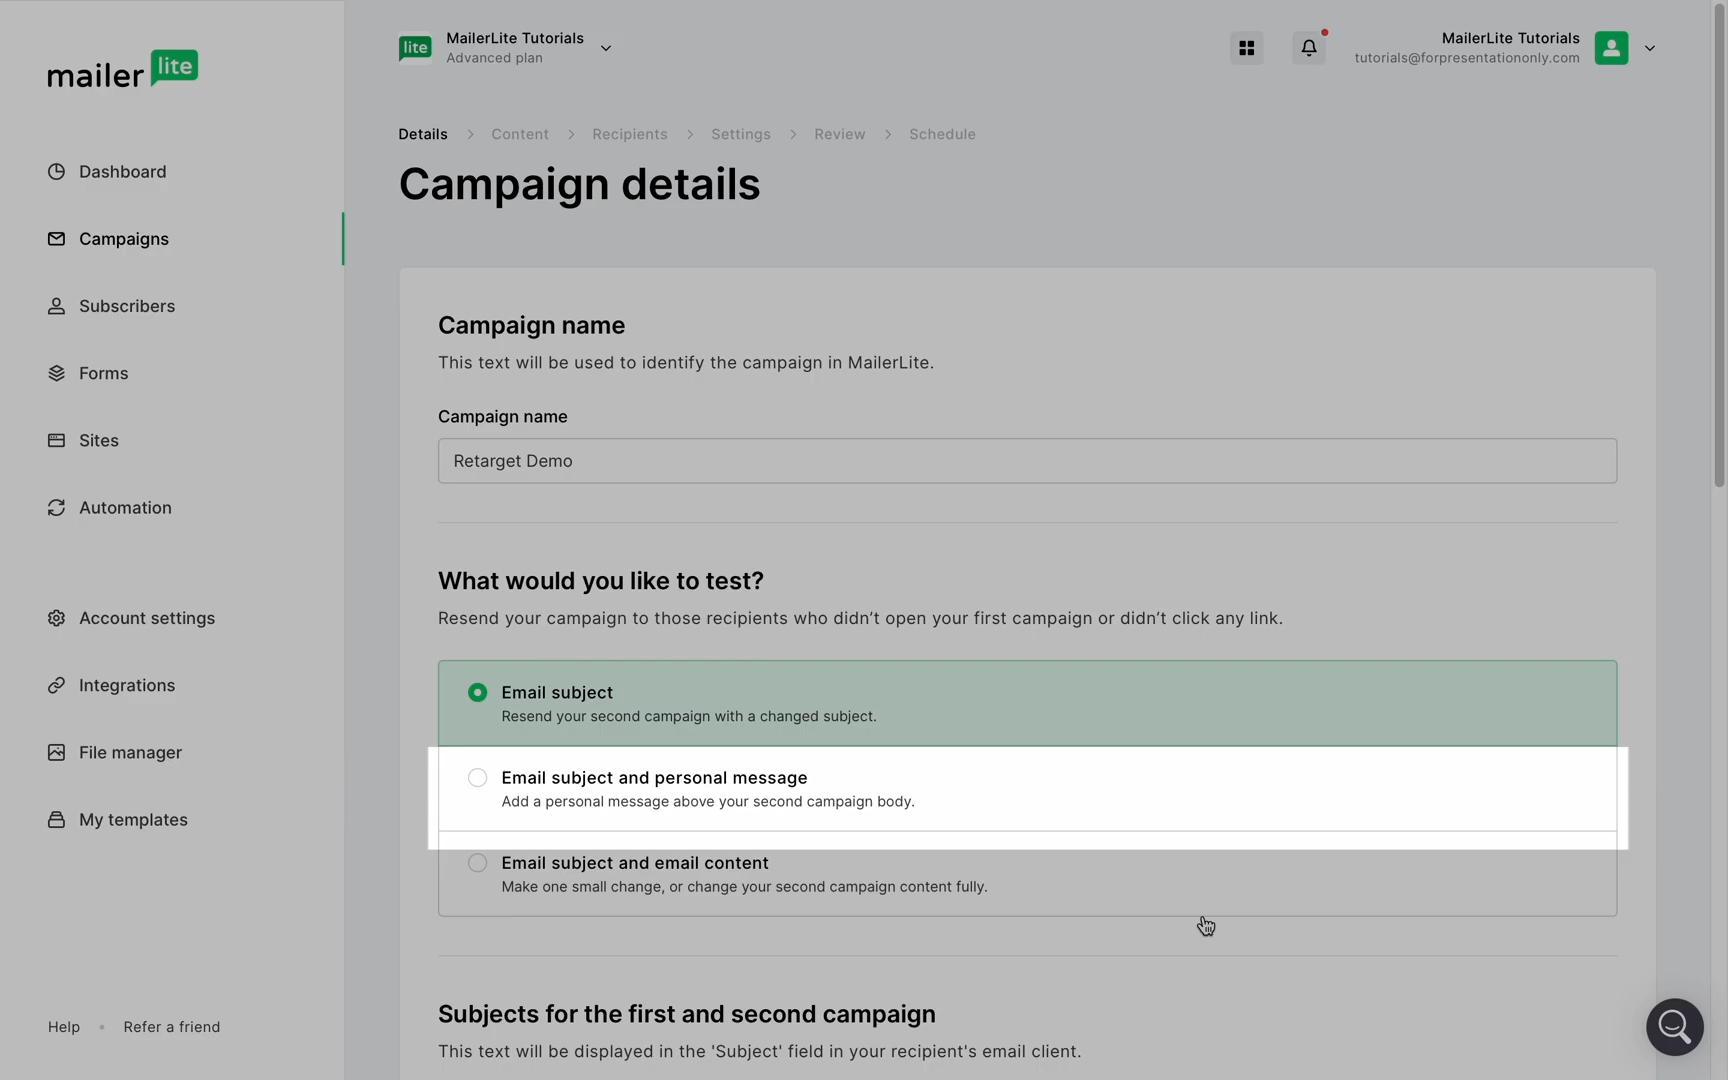 mailer lite
Dashboard
Campaigns
Subscribers
Forms
Sites
Automation
Account settings
Integrations
File manager
My templates
Help • Refer a friend
lite
MailerLite Tutorials
Advanced plan
MailerLite Tutorials
tutorials@forpresentationonly.com
Details > Content > Recipients > Settings > Review > Schedule
Campaign details
Campaign name
This text will be used to identify the campaign in MailerLite.
Campaign name
Retarget Demo
What would you like to test?
Resend your campaign to those recipients who didn’t open your first campaign or didn’t click any link.
Email subject
Resend your second campaign with a changed subject.
Email subject and personal message
Add a personal message above your second campaign body.
Email subject and email content
Make one small change, or change your second campaign content fully.
Subjects for the first and second campaign
This text will be displayed in the 'Subject' field in your recipient's email client.